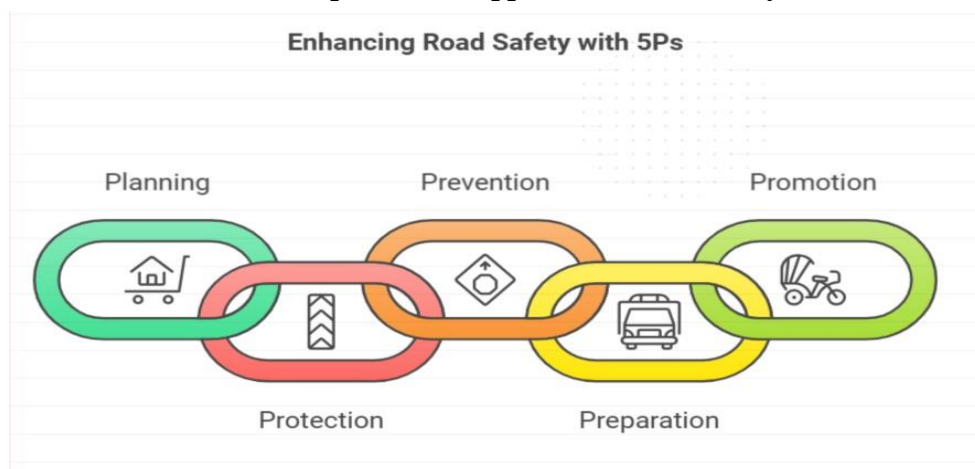 Enhancing Road Safety with 5Ps
Planning
Prevention
Promotion
Protection
Preparation